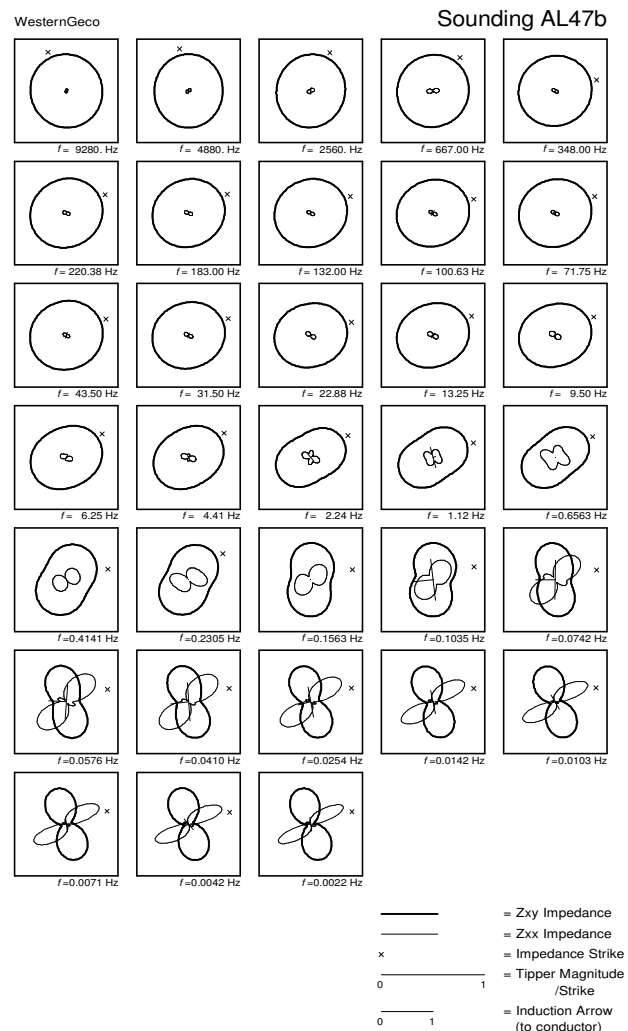 WesternGeco
Sounding AL47b
f = 9280. Hz
f = 4880. Hz
f = 2560. Hz
f = 667.00 Hz
f = 348.00 Hz
f = 220.38 Hz
f = 183.00 Hz
f = 132.00 Hz
f = 100.63 Hz
f = 71.75 Hz
f = 43.50 Hz
f = 31.50 Hz
f = 22.88 Hz
f = 13.25 Hz
f = 9.50 Hz
f = 6.25 Hz
f = 4.41 Hz
f = 2.24 Hz
f = 1.12 Hz
f =0.6563 Hz
f =0.4141 Hz
f =0.2305 Hz
f =0.1563 Hz
f =0.1035 Hz
f =0.0742 Hz
f =0.0576 Hz
f =0.0410 Hz
f =0.0254 Hz
f =0.0142 Hz
f =0.0103 Hz
f =0.0071 Hz
f =0.0042 Hz
f =0.0022 Hz
= Zxy Impedance
= Zxx Impedance
× = Impedance Strike
= Tipper Magnitude
0 1 /Strike
= Induction Arrow
0 1 (to conductor)